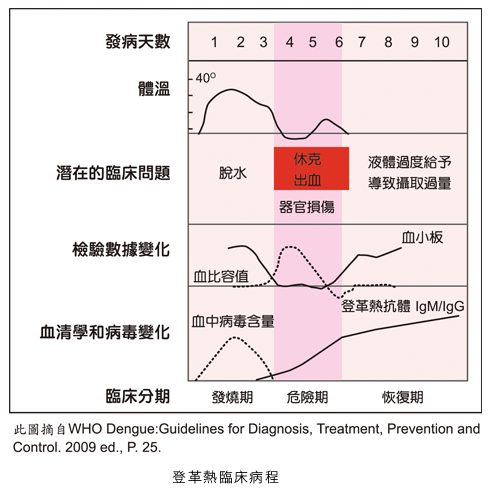 發病天數 1 2 3 4 5 6 7 8 9 10
體溫 40°
潛在的臨床問題 脫水 休克 出血 器官損傷 液體過度給予 導致攝取過量
檢驗數據變化 血比容值 血小板
血清學和病毒變化 血中病毒含量 登革熱抗體 IgM/IgG
臨床分期 發燒期 危險期 恢復期
此圖摘自WHO Dengue:Guidelines for Diagnosis, Treatment, Prevention and
Control. 2009 ed., P. 25.
登革熱臨床病程